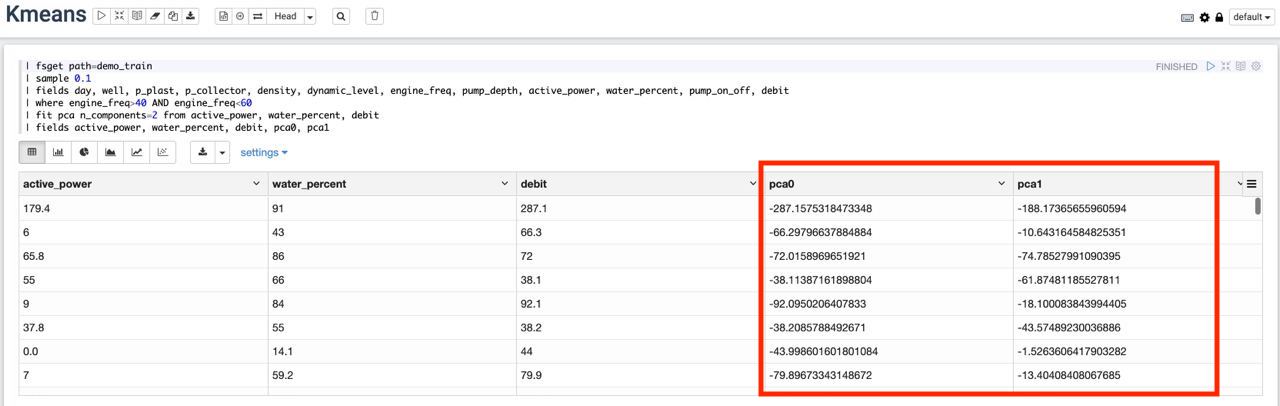 Kmeans Head default
| fsget path=demo_train FINISHED
| sample 0.1
| fields day, well, p_plast, p_collector, density, dynamic_level, engine_freq, pump_depth, active_power, water_percent, pump_on_off, debit
| where engine_freq>40 AND engine_freq<60
| fit pca n_components=2 from active_power, water_percent, debit
| fields active_power, water_percent, debit, pca0, pca1
settings
active_power water_percent debit pca0 pca1
179.4 91 287.1 -287.1575318473348 -188.17365655960594
6 43 66.3 -66.29796637884884 -10.643164584825351
65.8 86 72 -72.0158969651921 -74.78527991090395
55 66 38.1 -38.11387161898804 -61.87481185527811
9 84 92.1 -92.0950206407833 -18.100083843994405
37.8 55 38.2 -38.2085788492671 -43.57489230036886
0.0 14.1 44 -43.998601601801084 -1.5263606417903282
7 59.2 79.9 -79.89673343148672 -13.40408408067685